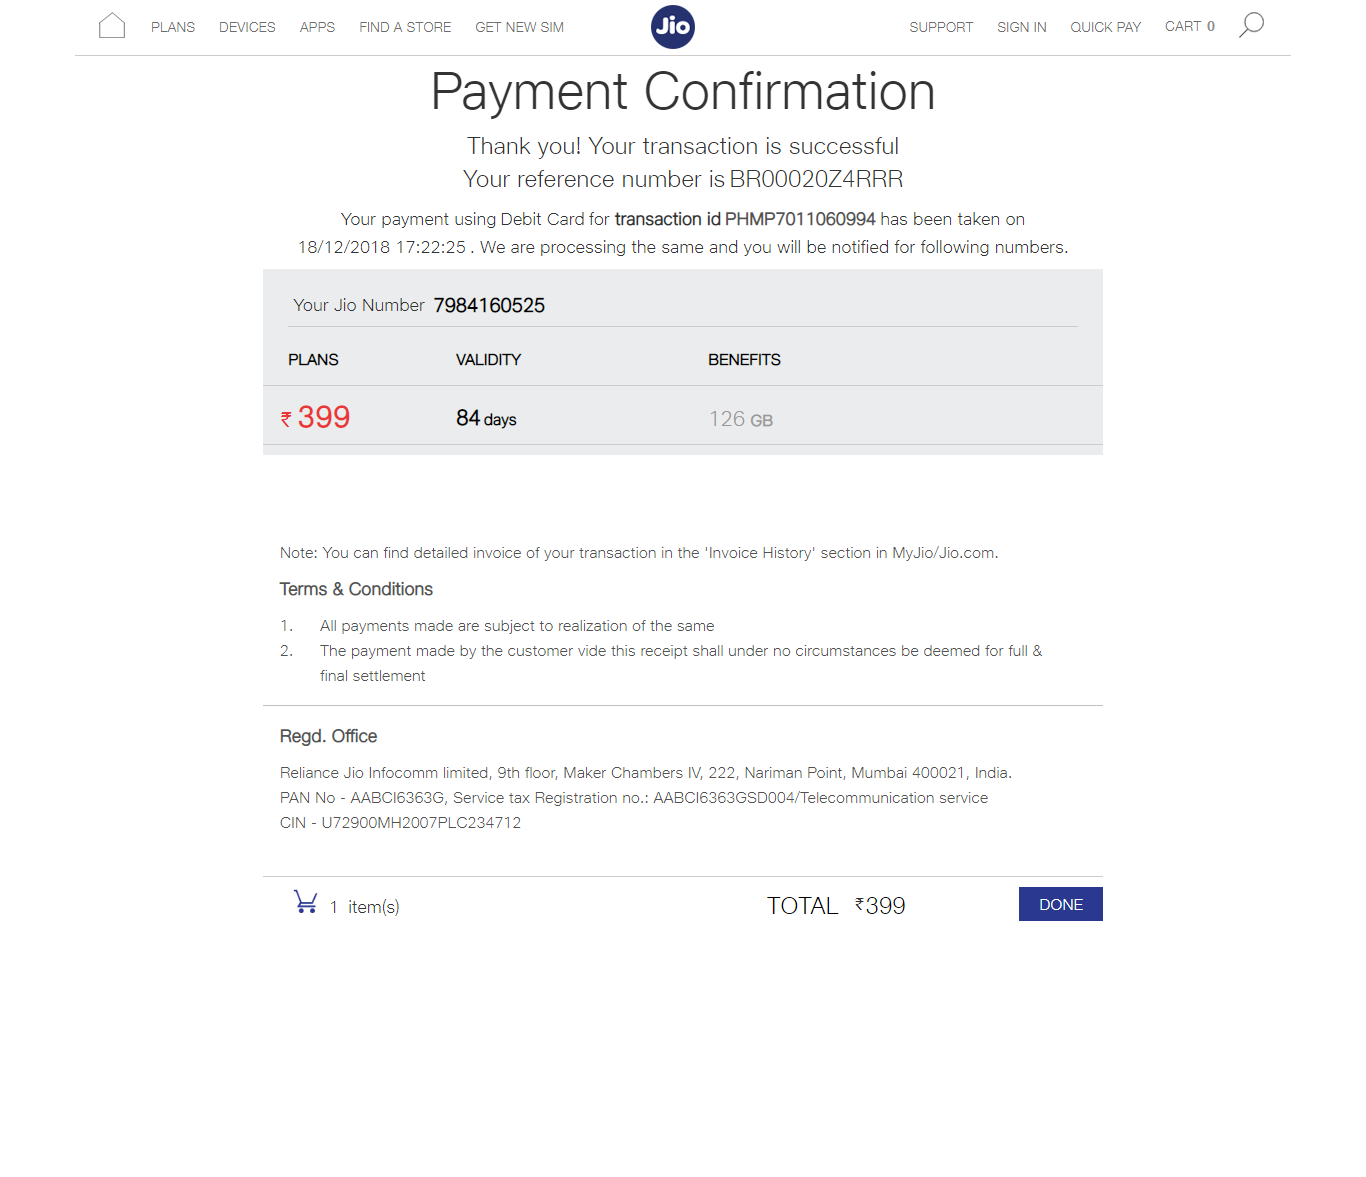 PLANS DEVICES APPS FIND A STORE GET NEW SIM Jio SUPPORT SIGN IN QUICK PAY CART 0
Payment Confirmation
Thank you! Your transaction is successful
Your reference number is BR00020Z4RRR
Your payment using Debit Card for transaction id PHMP7011060994 has been taken on
18/12/2018 17:22:25 . We are processing the same and you will be notified for following numbers.
Your Jio Number 7984160525
PLANS VALIDITY BENEFITS
₹ 399 84 days 126 GB
Note: You can find detailed invoice of your transaction in the 'Invoice History' section in MyJio/Jio.com.
Terms & Conditions
1. All payments made are subject to realization of the same
2. The payment made by the customer vide this receipt shall under no circumstances be deemed for full &
final settlement
Regd. Office
Reliance Jio Infocomm limited, 9th floor, Maker Chambers IV, 222, Nariman Point, Mumbai 400021, India.
PAN No - AABCI6363G, Service tax Registration no.: AABCI6363GSD004/Telecommunication service
CIN - U72900MH2007PLC234712
1 item(s) TOTAL ₹399 DONE